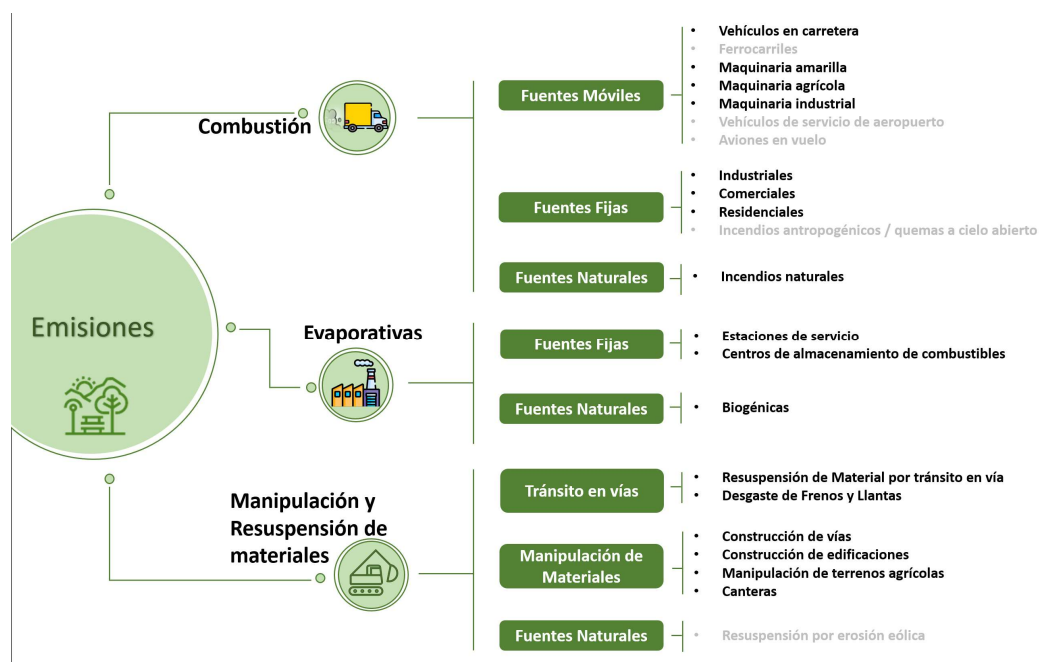 Emisiones
Combustión
Fuentes Móviles
• Vehículos en carretera
• Ferrocarriles
• Maquinaria amarilla
• Maquinaria agrícola
• Maquinaria industrial
• Vehículos de servicio de aeropuerto
• Aviones en vuelo
Fuentes Fijas
• Industriales
• Comerciales
• Residenciales
• Incendios antropogénicos / quemas a cielo abierto
Fuentes Naturales
• Incendios naturales
Evaporativas
Fuentes Fijas
• Estaciones de servicio
• Centros de almacenamiento de combustibles
Fuentes Naturales
• Biogénicas
Manipulación y
Resuspensión de
materiales
Tránsito en vías
• Resuspensión de Material por tránsito en vía
• Desgaste de Frenos y Llantas
Manipulación de
Materiales
• Construcción de vías
• Construcción de edificaciones
• Manipulación de terrenos agrícolas
• Canteras
Fuentes Naturales
• Resuspensión por erosión eólica